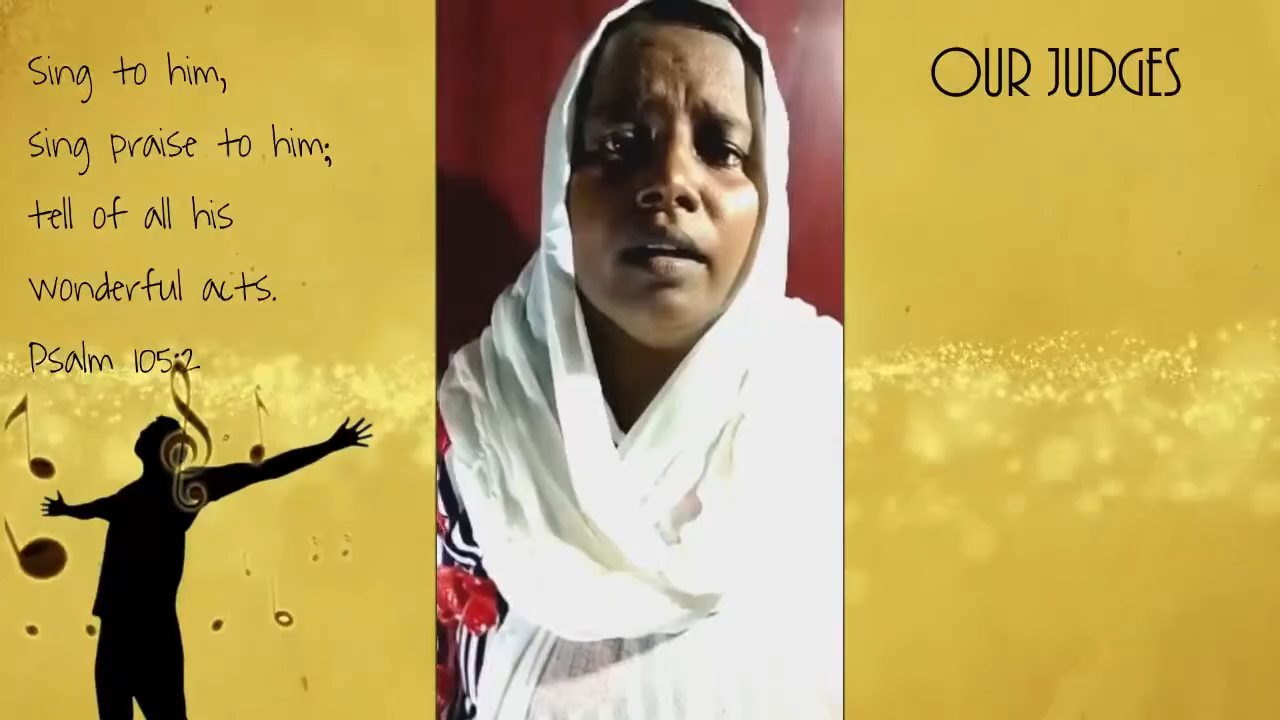 Sing to him,
sing praise to him;
tell of all his
wonderful acts.
Psalm 105:2
OUR JUDGES